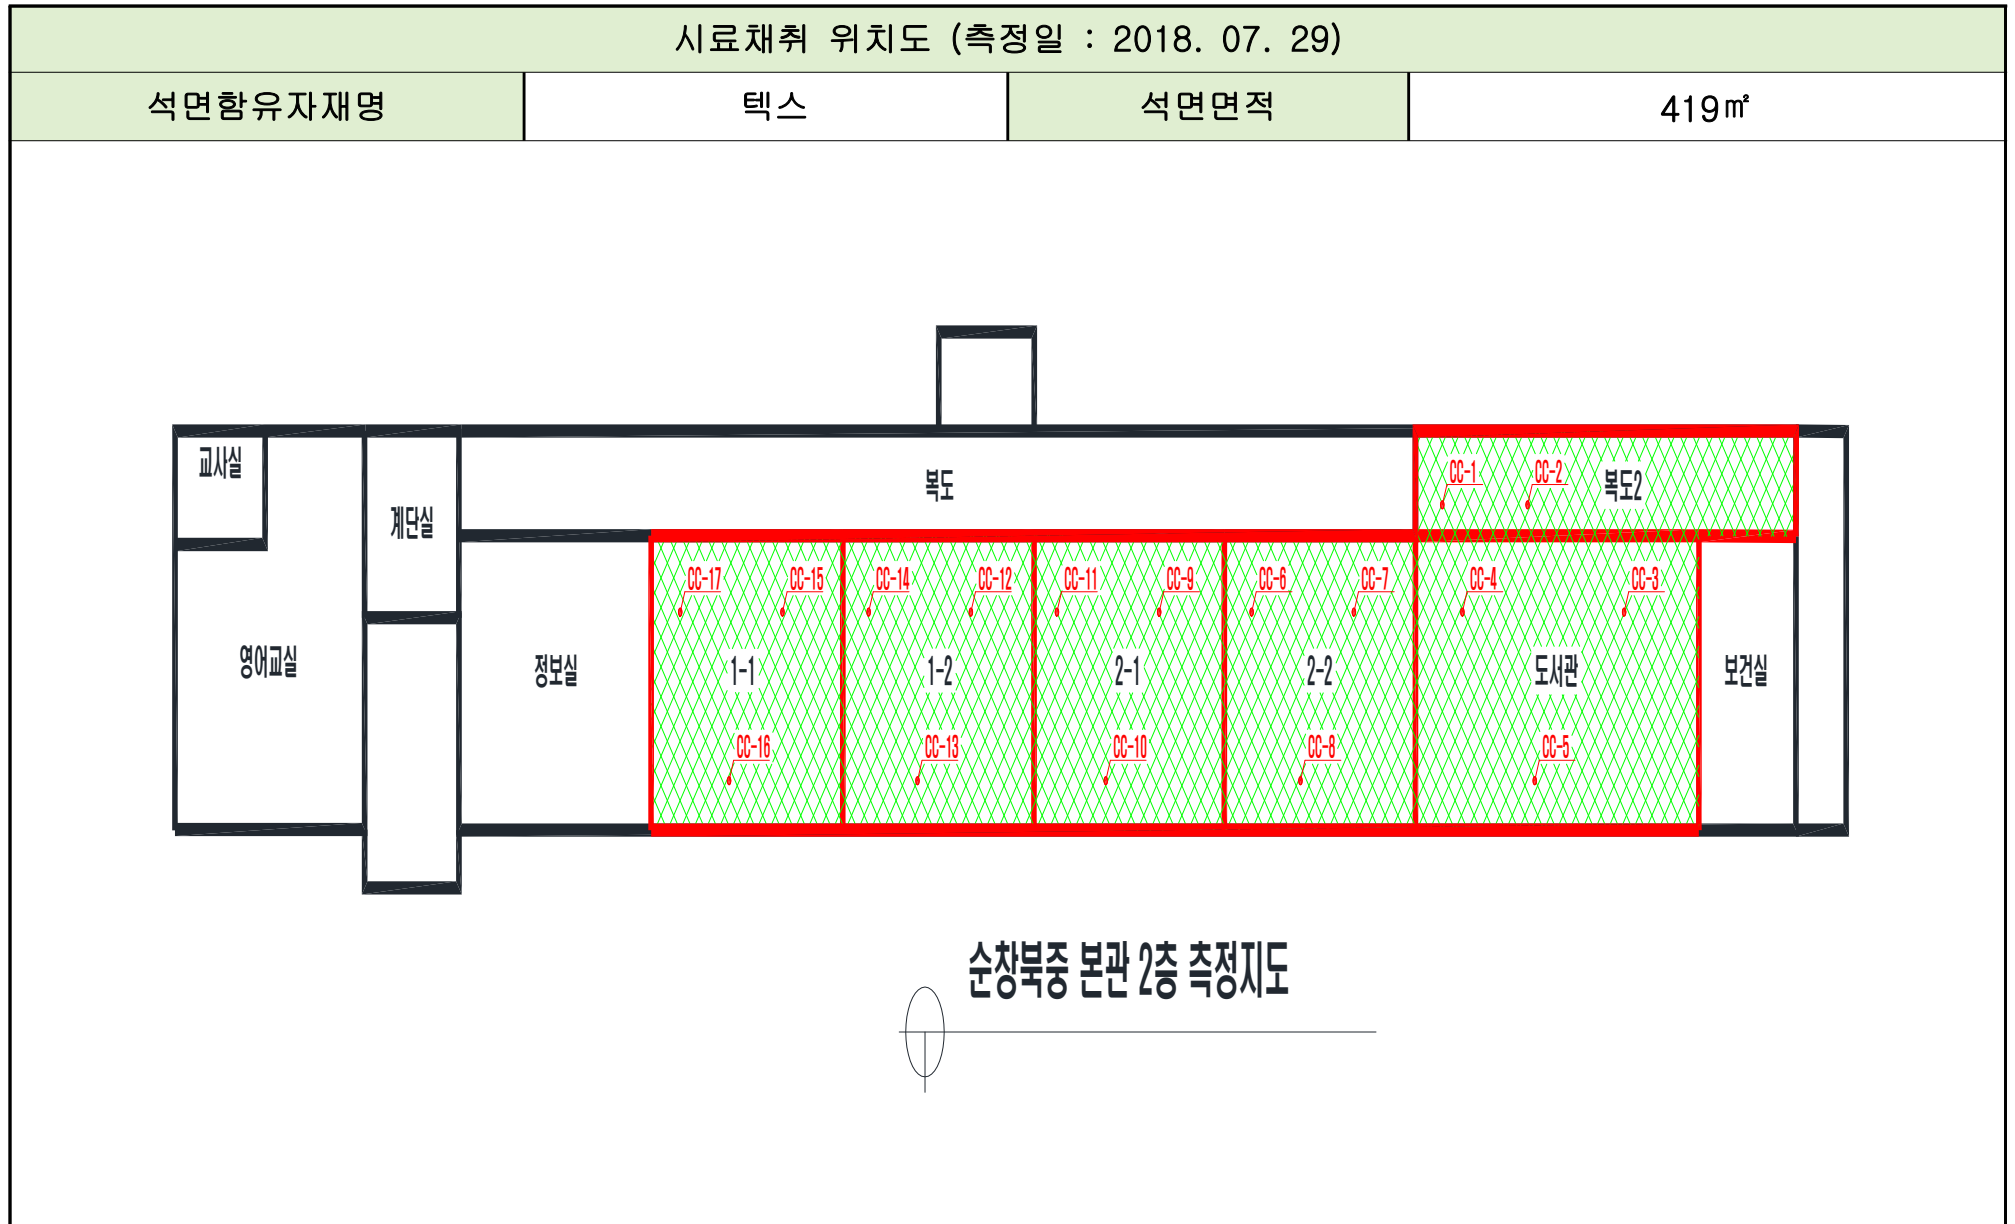 시료채취 위치도 (측정일 : 2018. 07. 29)
석면함유자재명 텍스 석면면적 419㎡
교사실
복도
CC-1 CC-2 복도2
계단실
CC-17 CC-15 CC-14 CC-12 CC-11 CC-9 CC-6 CC-7 CC-4 CC-3
영어교실 정보실 1-1 1-2 2-1 2-2 도서관 보건실
CC-16 CC-13 CC-10 CC-8 CC-5
순창북중 본관 2층 측정지도